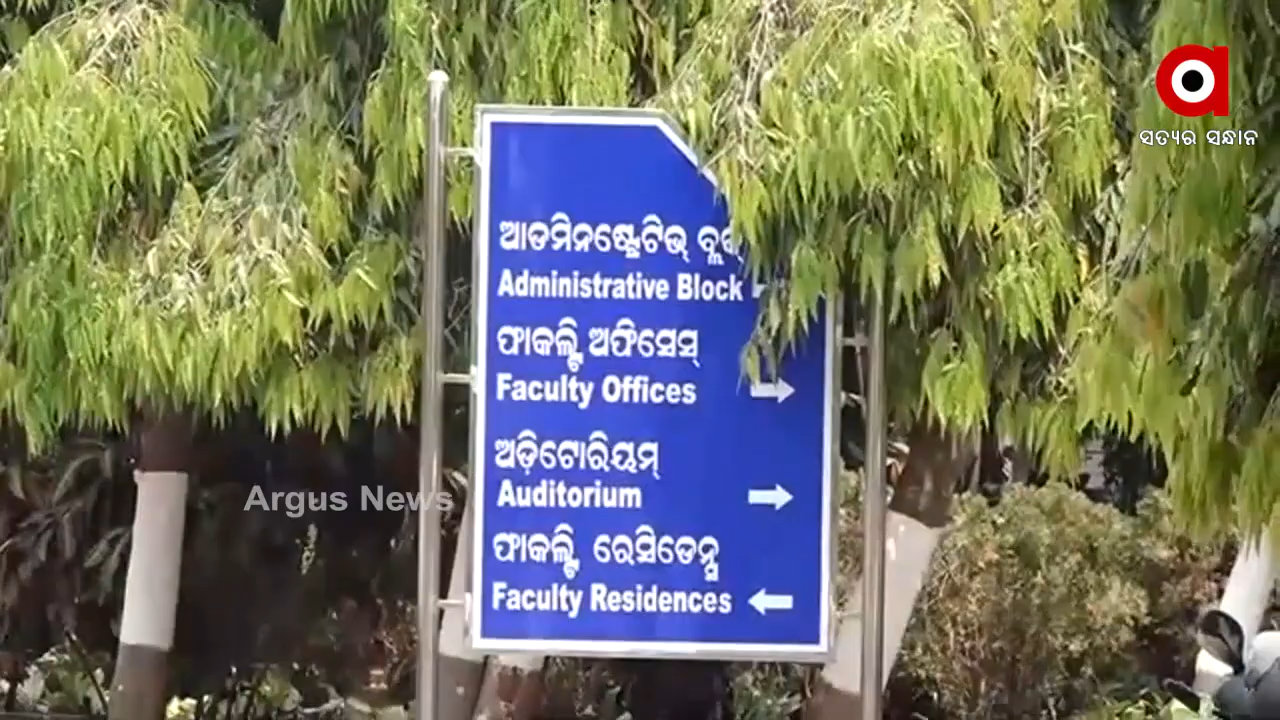 ସତ୍ୟର ସନ୍ଧାନ
ଆଡମିନଷ୍ଟ୍ରେଟିଭ୍ ବ୍ଲକ୍
Administrative Block
ଫାକଲ୍ଟି ଅଫିସେସ୍
Faculty Offices
ଅଡ଼ିଟୋରିୟମ୍
Auditorium
ଫାକଲ୍ଟି ରେସିଡେନ୍ସ
Faculty Residences
Argus News